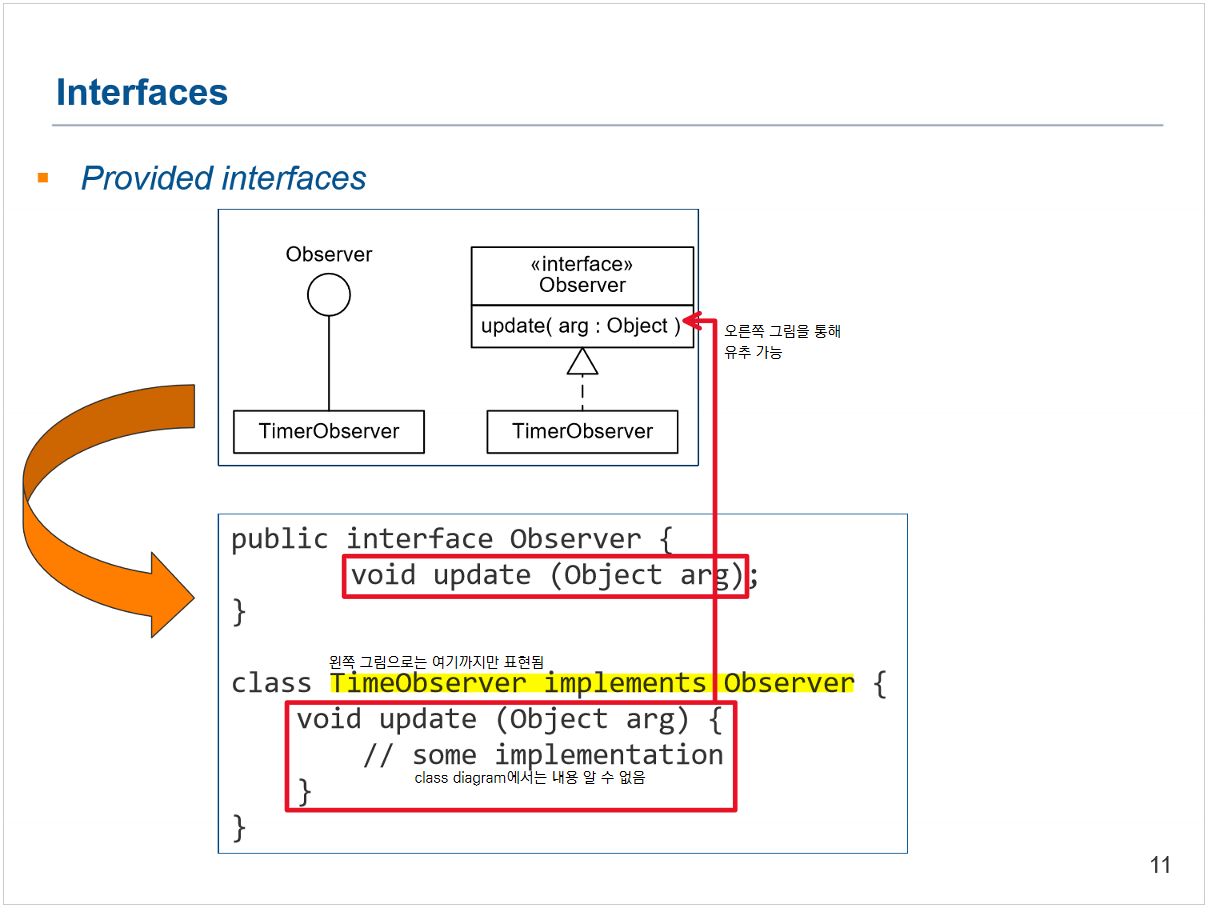 Interfaces
Provided interfaces
Observer
TimerObserver
«interface»
Observer
update( arg : Object )
TimerObserver
오른쪽 그림을 통해
유추 가능
public interface Observer {
void update (Object arg);
}
왼쪽 그림으로는 여기까지만 표현됨
class TimeObserver implements Observer {
void update (Object arg) {
// some implementation
class diagram에서는 내용 알 수 없음
}
}
11